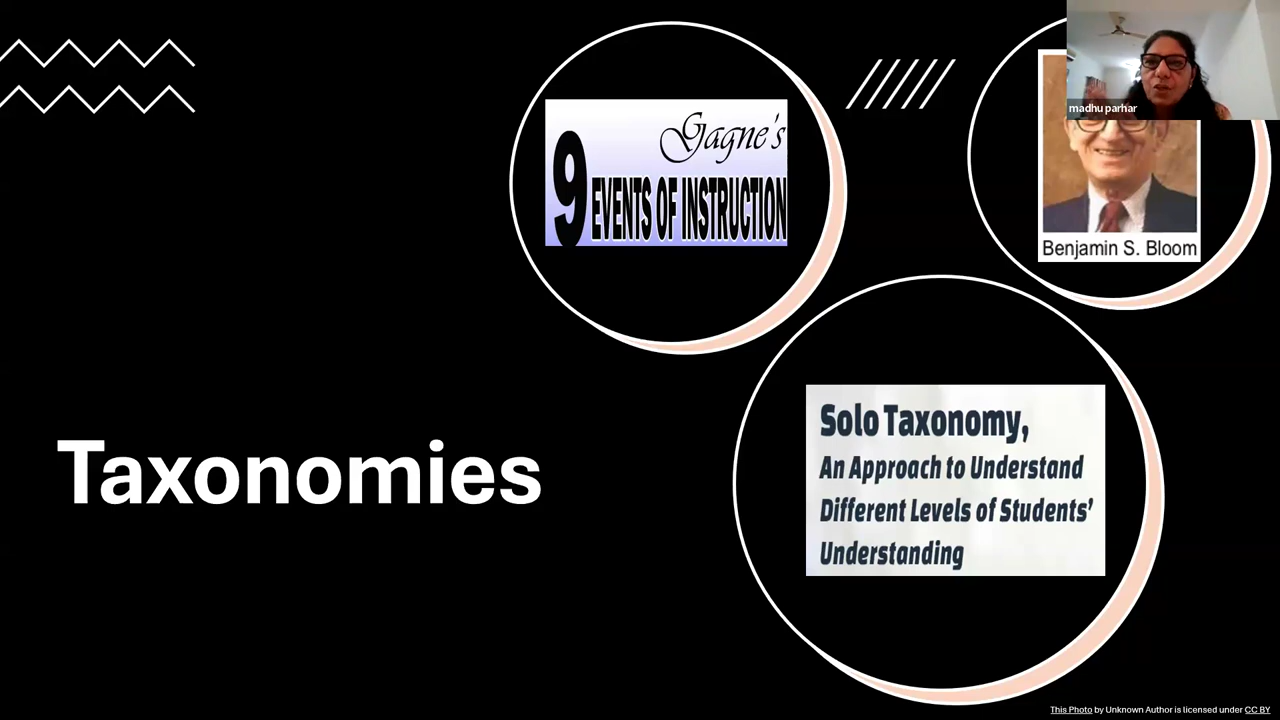 madhu parhar
Gagne's
9 EVENTS OF INSTRUCTION
Benjamin S. Bloom
Taxonomies
Solo Taxonomy,
An Approach to Understand
Different Levels of Students'
Understanding
This Photo by Unknown Author is licensed under CC BY